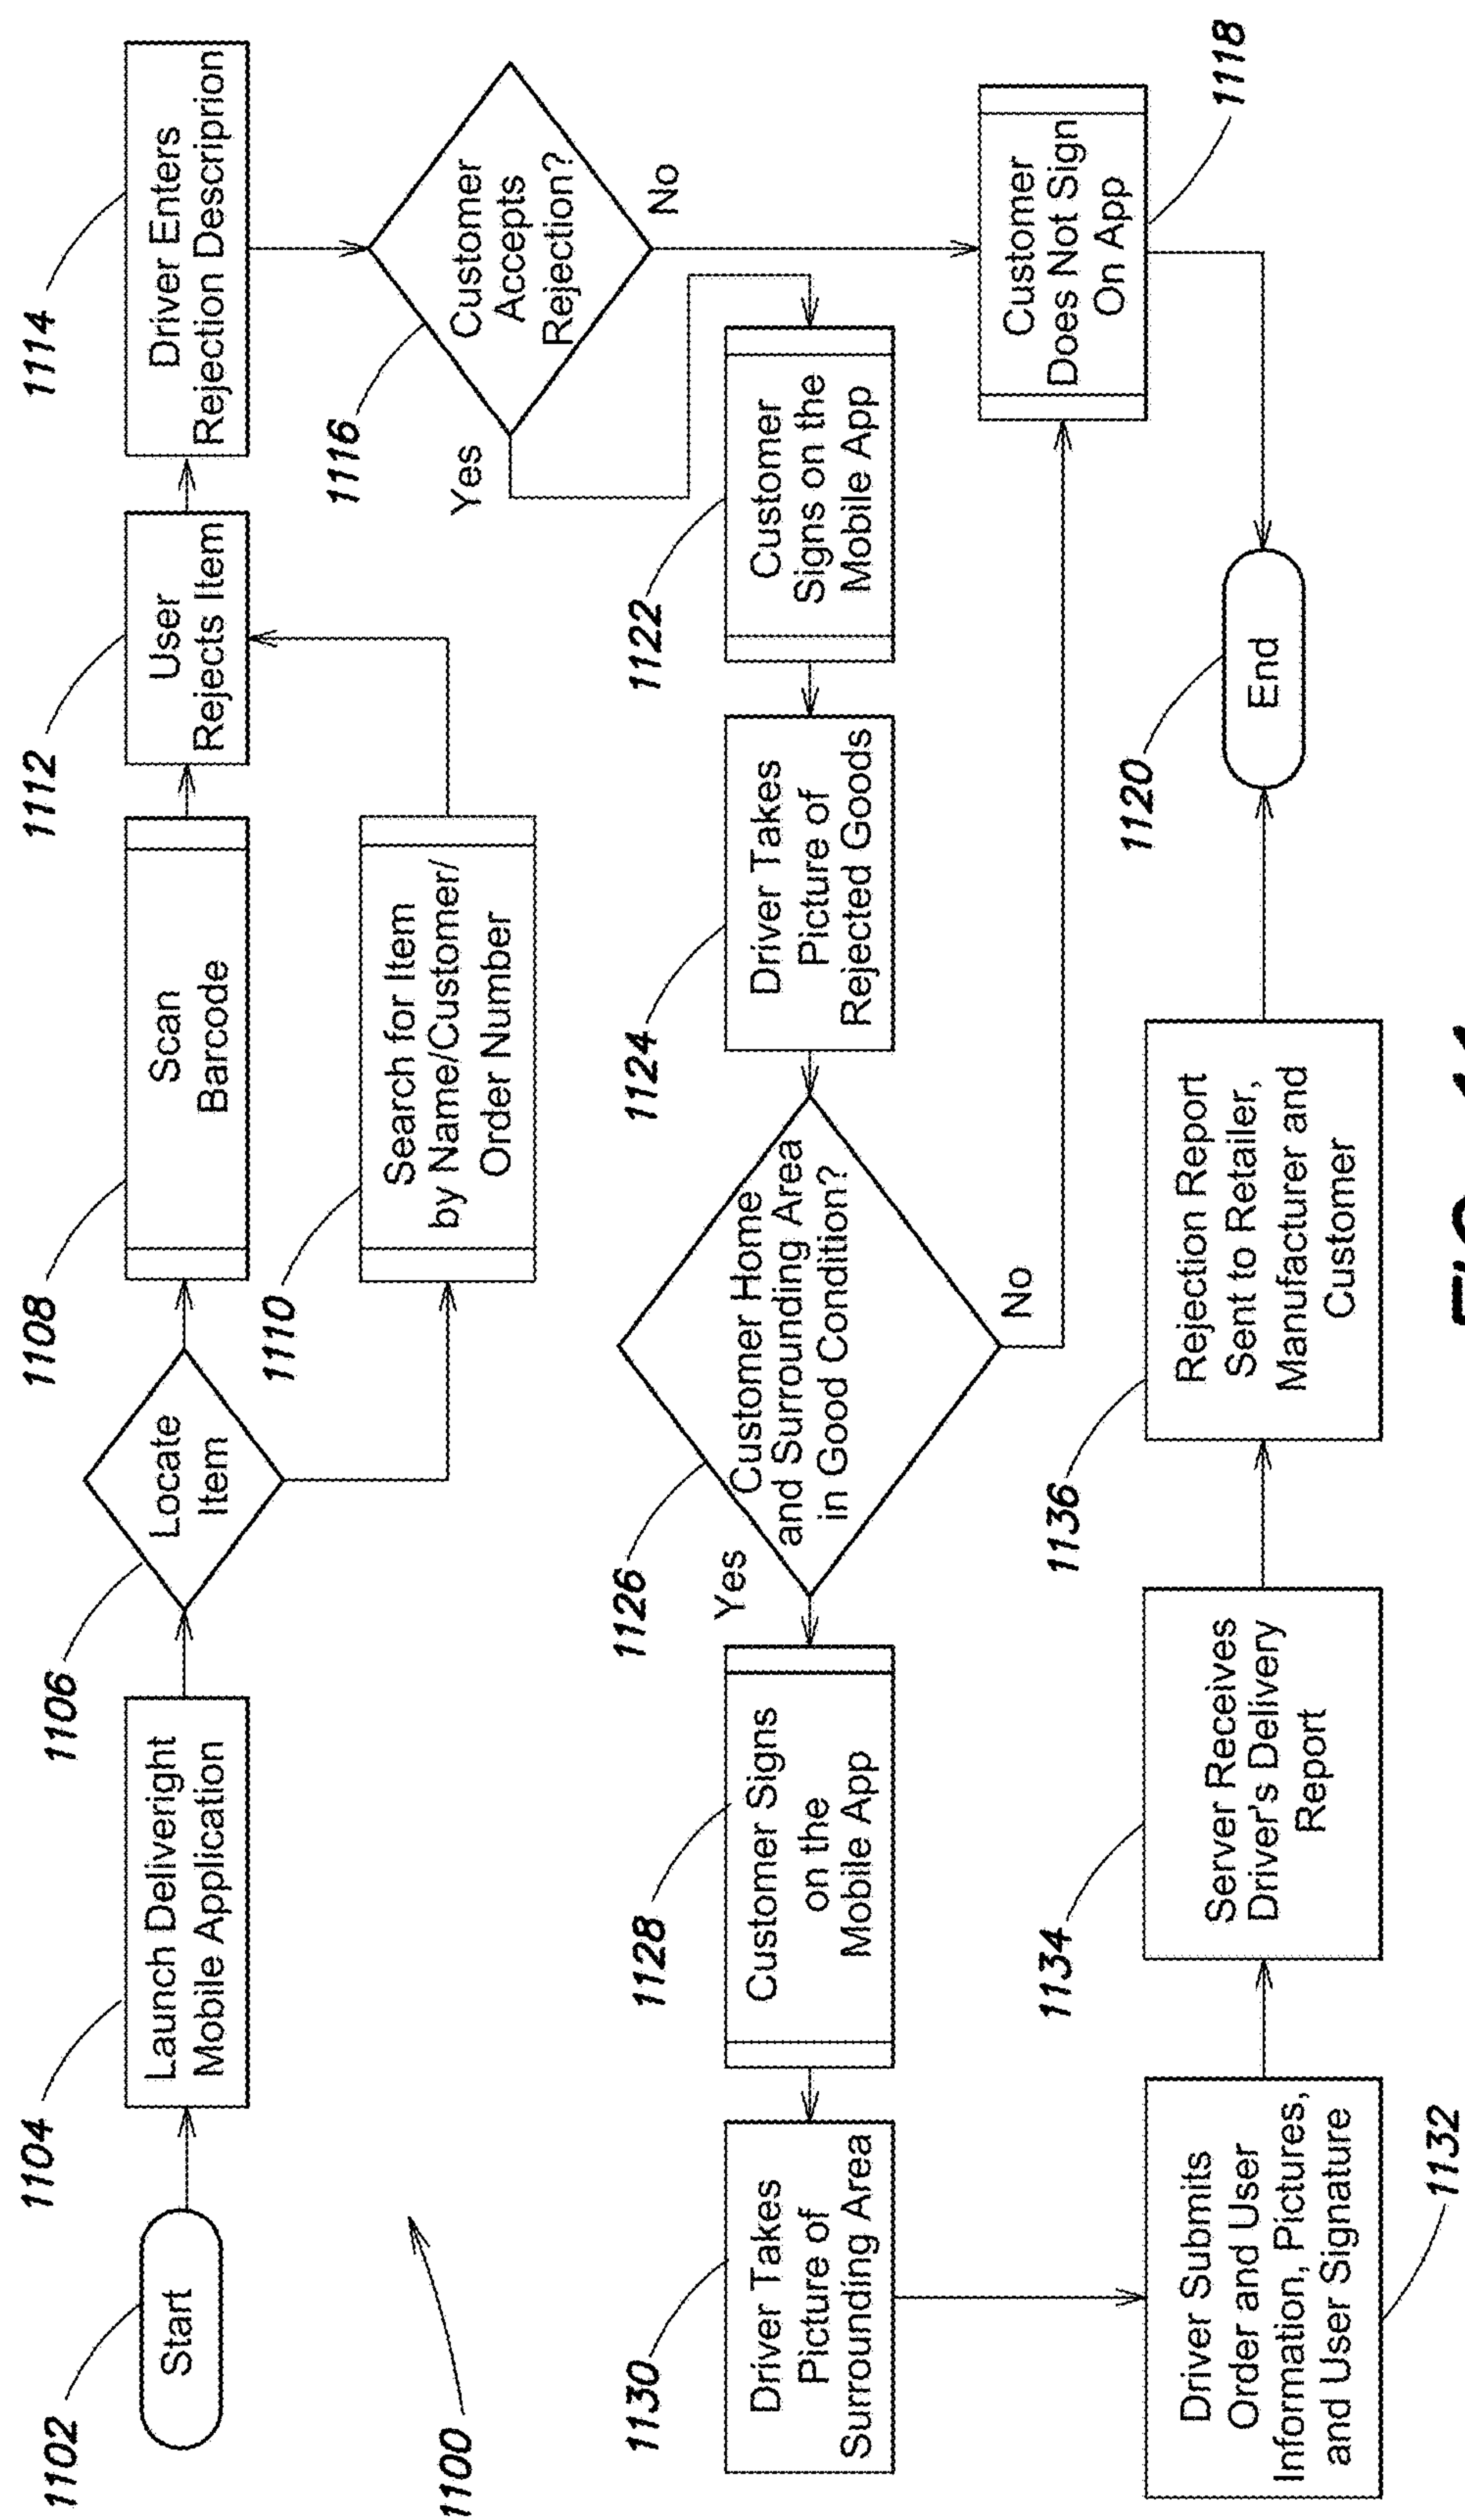 1102
Start
1104
Launch Deliveright
Mobile Application
1106
Locate
Item
1108
Scan
Barcode
1110
Search for Item
by Name/Customer/
Order Number
1112
User
Rejects Item
1114
Driver Enters
Rejection Descriprion
1100
1116
Customer
Accepts
Rejection?
Yes
No
1122
Customer
Signs on the
Mobile App
1124
Driver Takes
Picture of
Rejected Goods
1126
Customer Home
and Surrounding Area
in Good Condition?
Yes
No
1128
Customer Signs
on the
Mobile App
1130
Driver Takes
Picture of
Surrounding Area
1132
Driver Submits
Order and User
Information, Pictures,
and User Signature
1134
Server Receives
Driver's Delivery
Report
1136
Rejection Report
Sent to Retailer,
Manufacturer and
Customer
1120
End
1118
Customer
Does Not Sign
On App